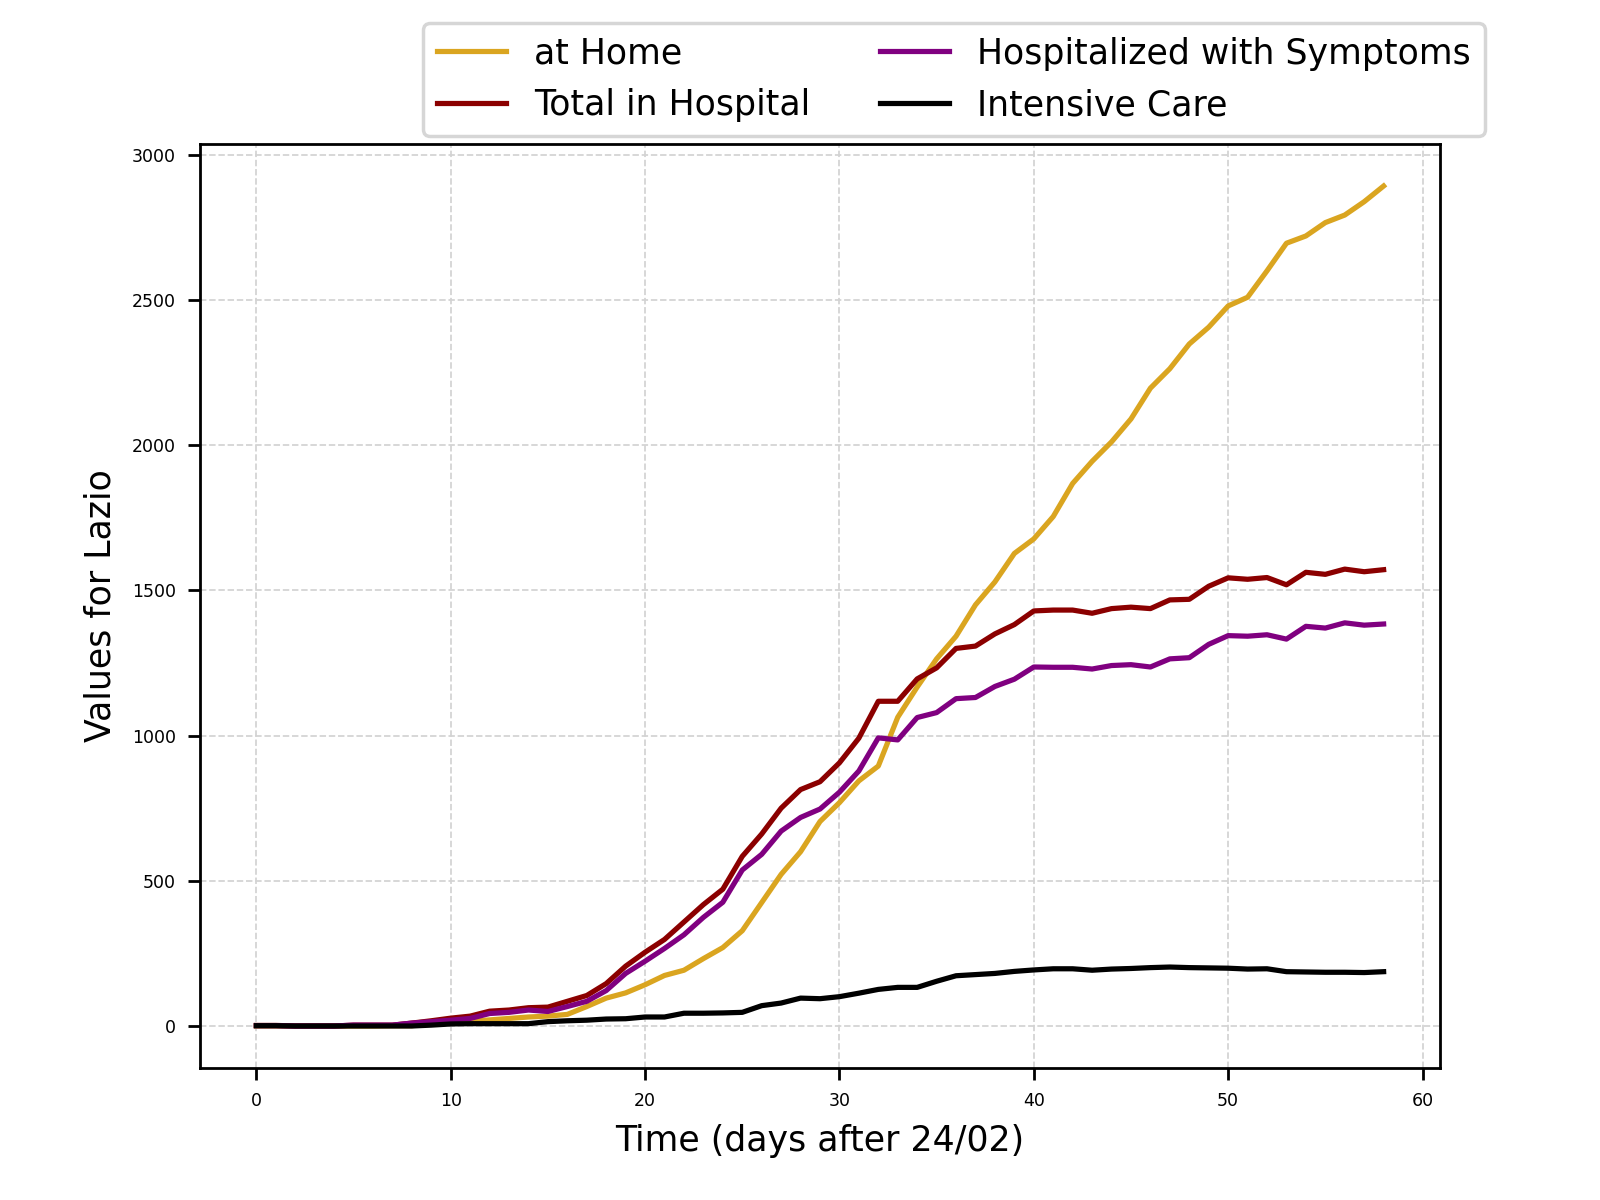 at Home
Total in Hospital
Hospitalized with Symptoms
Intensive Care
3000
2500
2000
1500
1000
500
0
Values for Lazio
0 10 20 30 40 50 60
Time (days after 24/02)